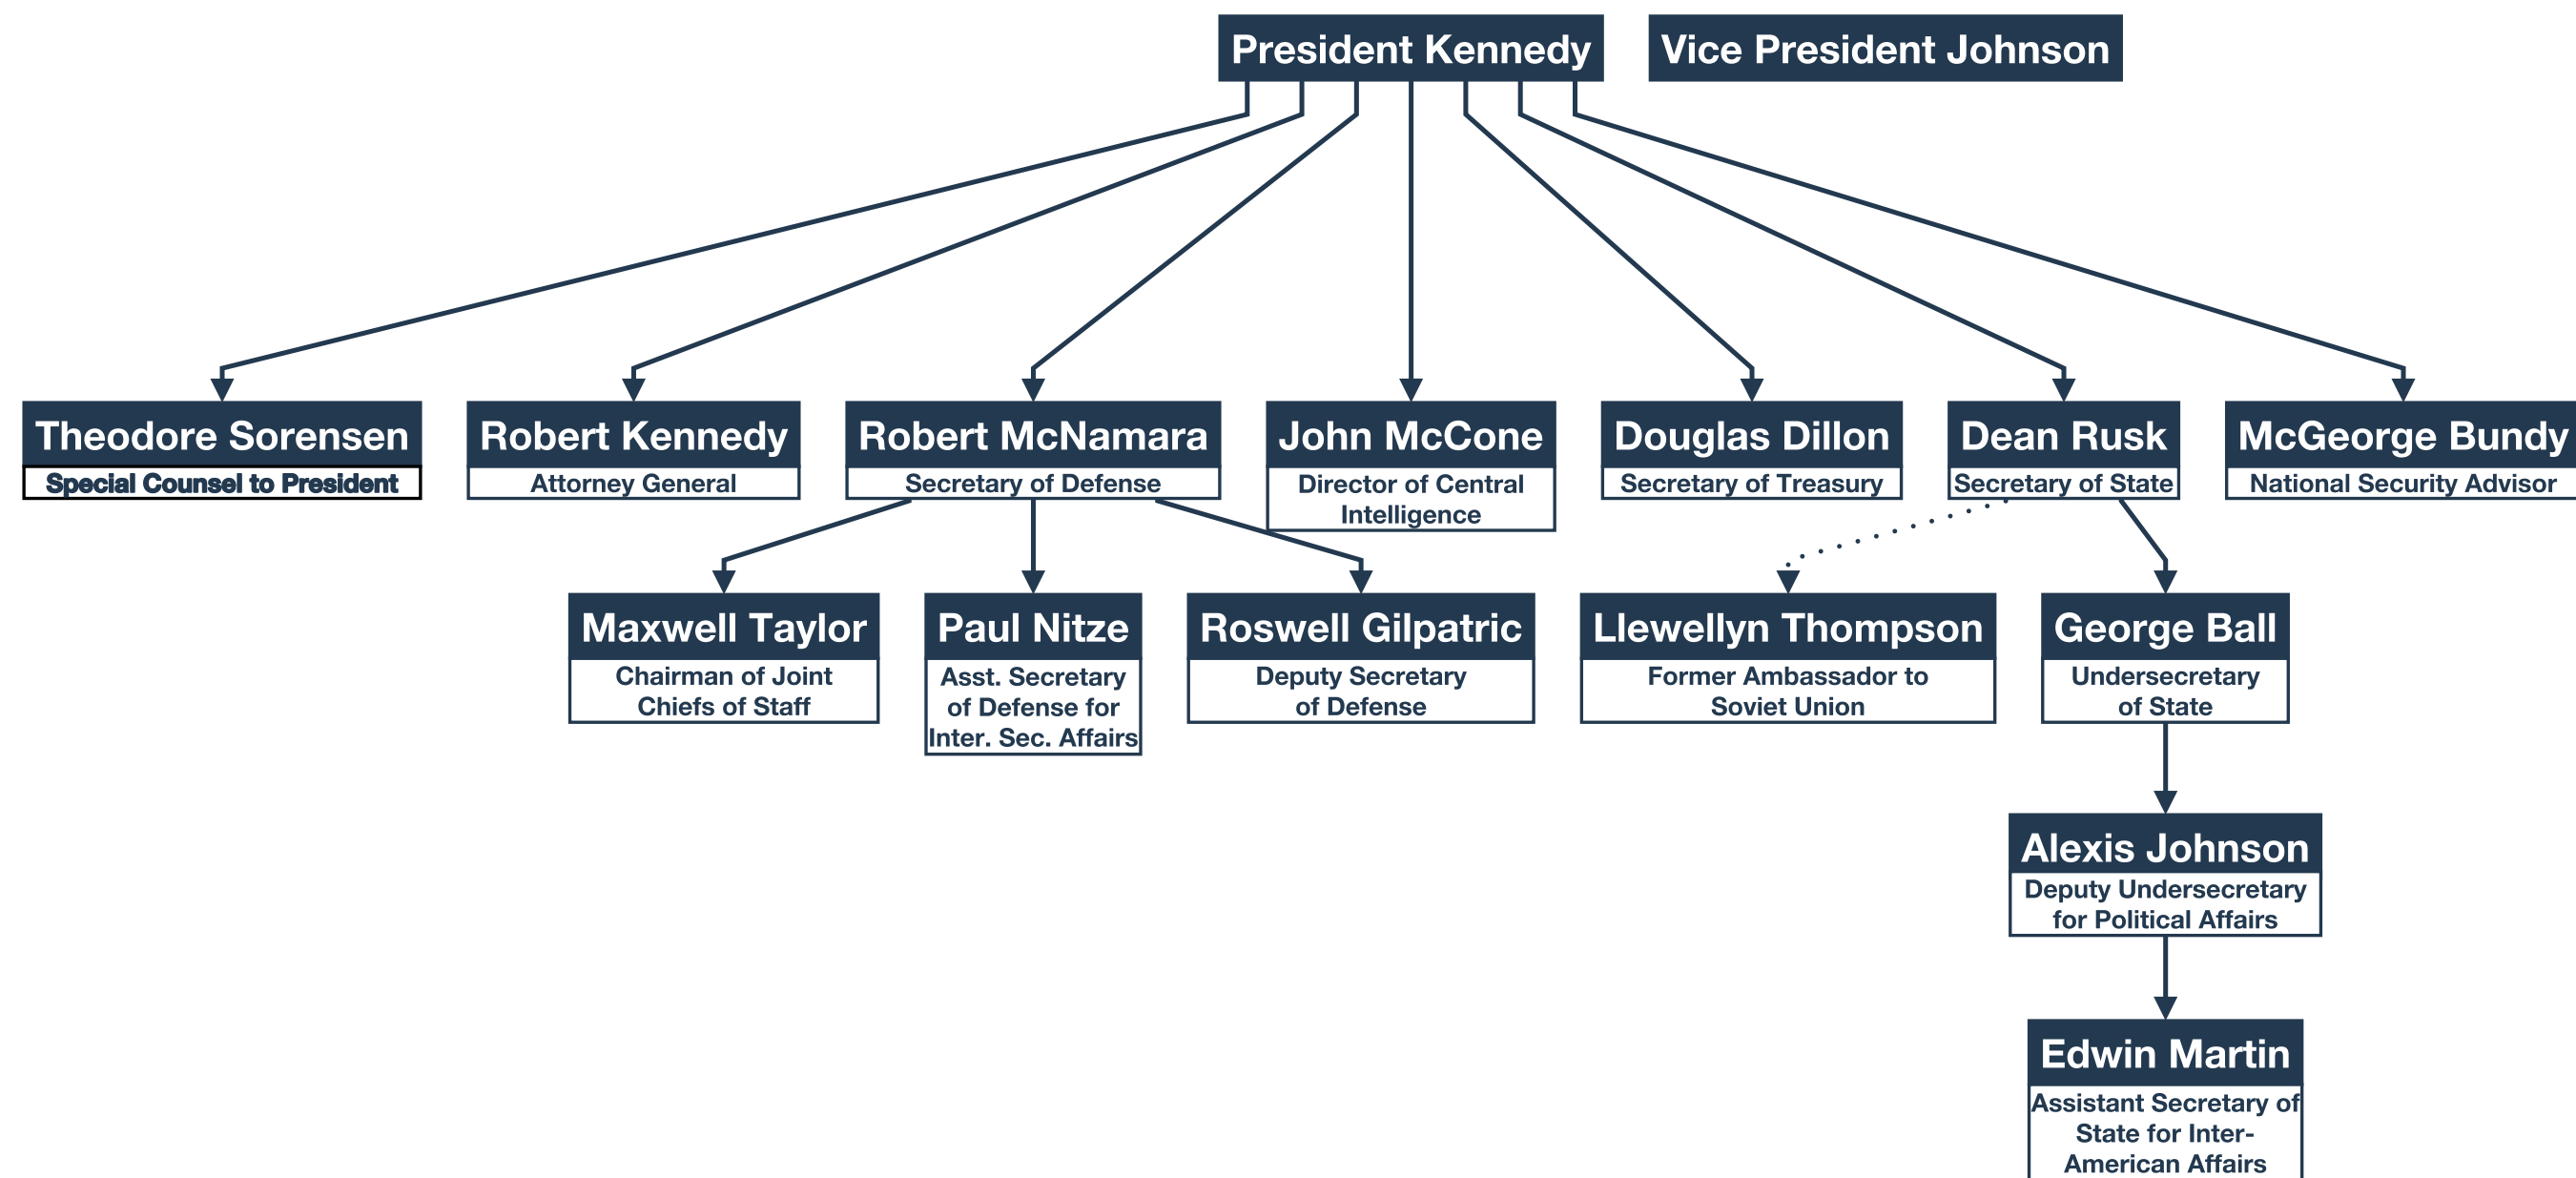 President Kennedy
Vice President Johnson
Theodore Sorensen
Special Counsel to President
Robert Kennedy
Attorney General
Robert McNamara
Secretary of Defense
John McCone
Director of Central
Intelligence
Douglas Dillon
Secretary of Treasury
Dean Rusk
Secretary of State
McGeorge Bundy
National Security Advisor
Maxwell Taylor
Chairman of Joint
Chiefs of Staff
Paul Nitze
Asst. Secretary
of Defense for
Inter. Sec. Affairs
Roswell Gilpatric
Deputy Secretary
of Defense
Llewellyn Thompson
Former Ambassador to
Soviet Union
George Ball
Undersecretary
of State
Alexis Johnson
Deputy Undersecretary
for Political Affairs
Edwin Martin
Assistant Secretary of
State for Inter-
American Affairs